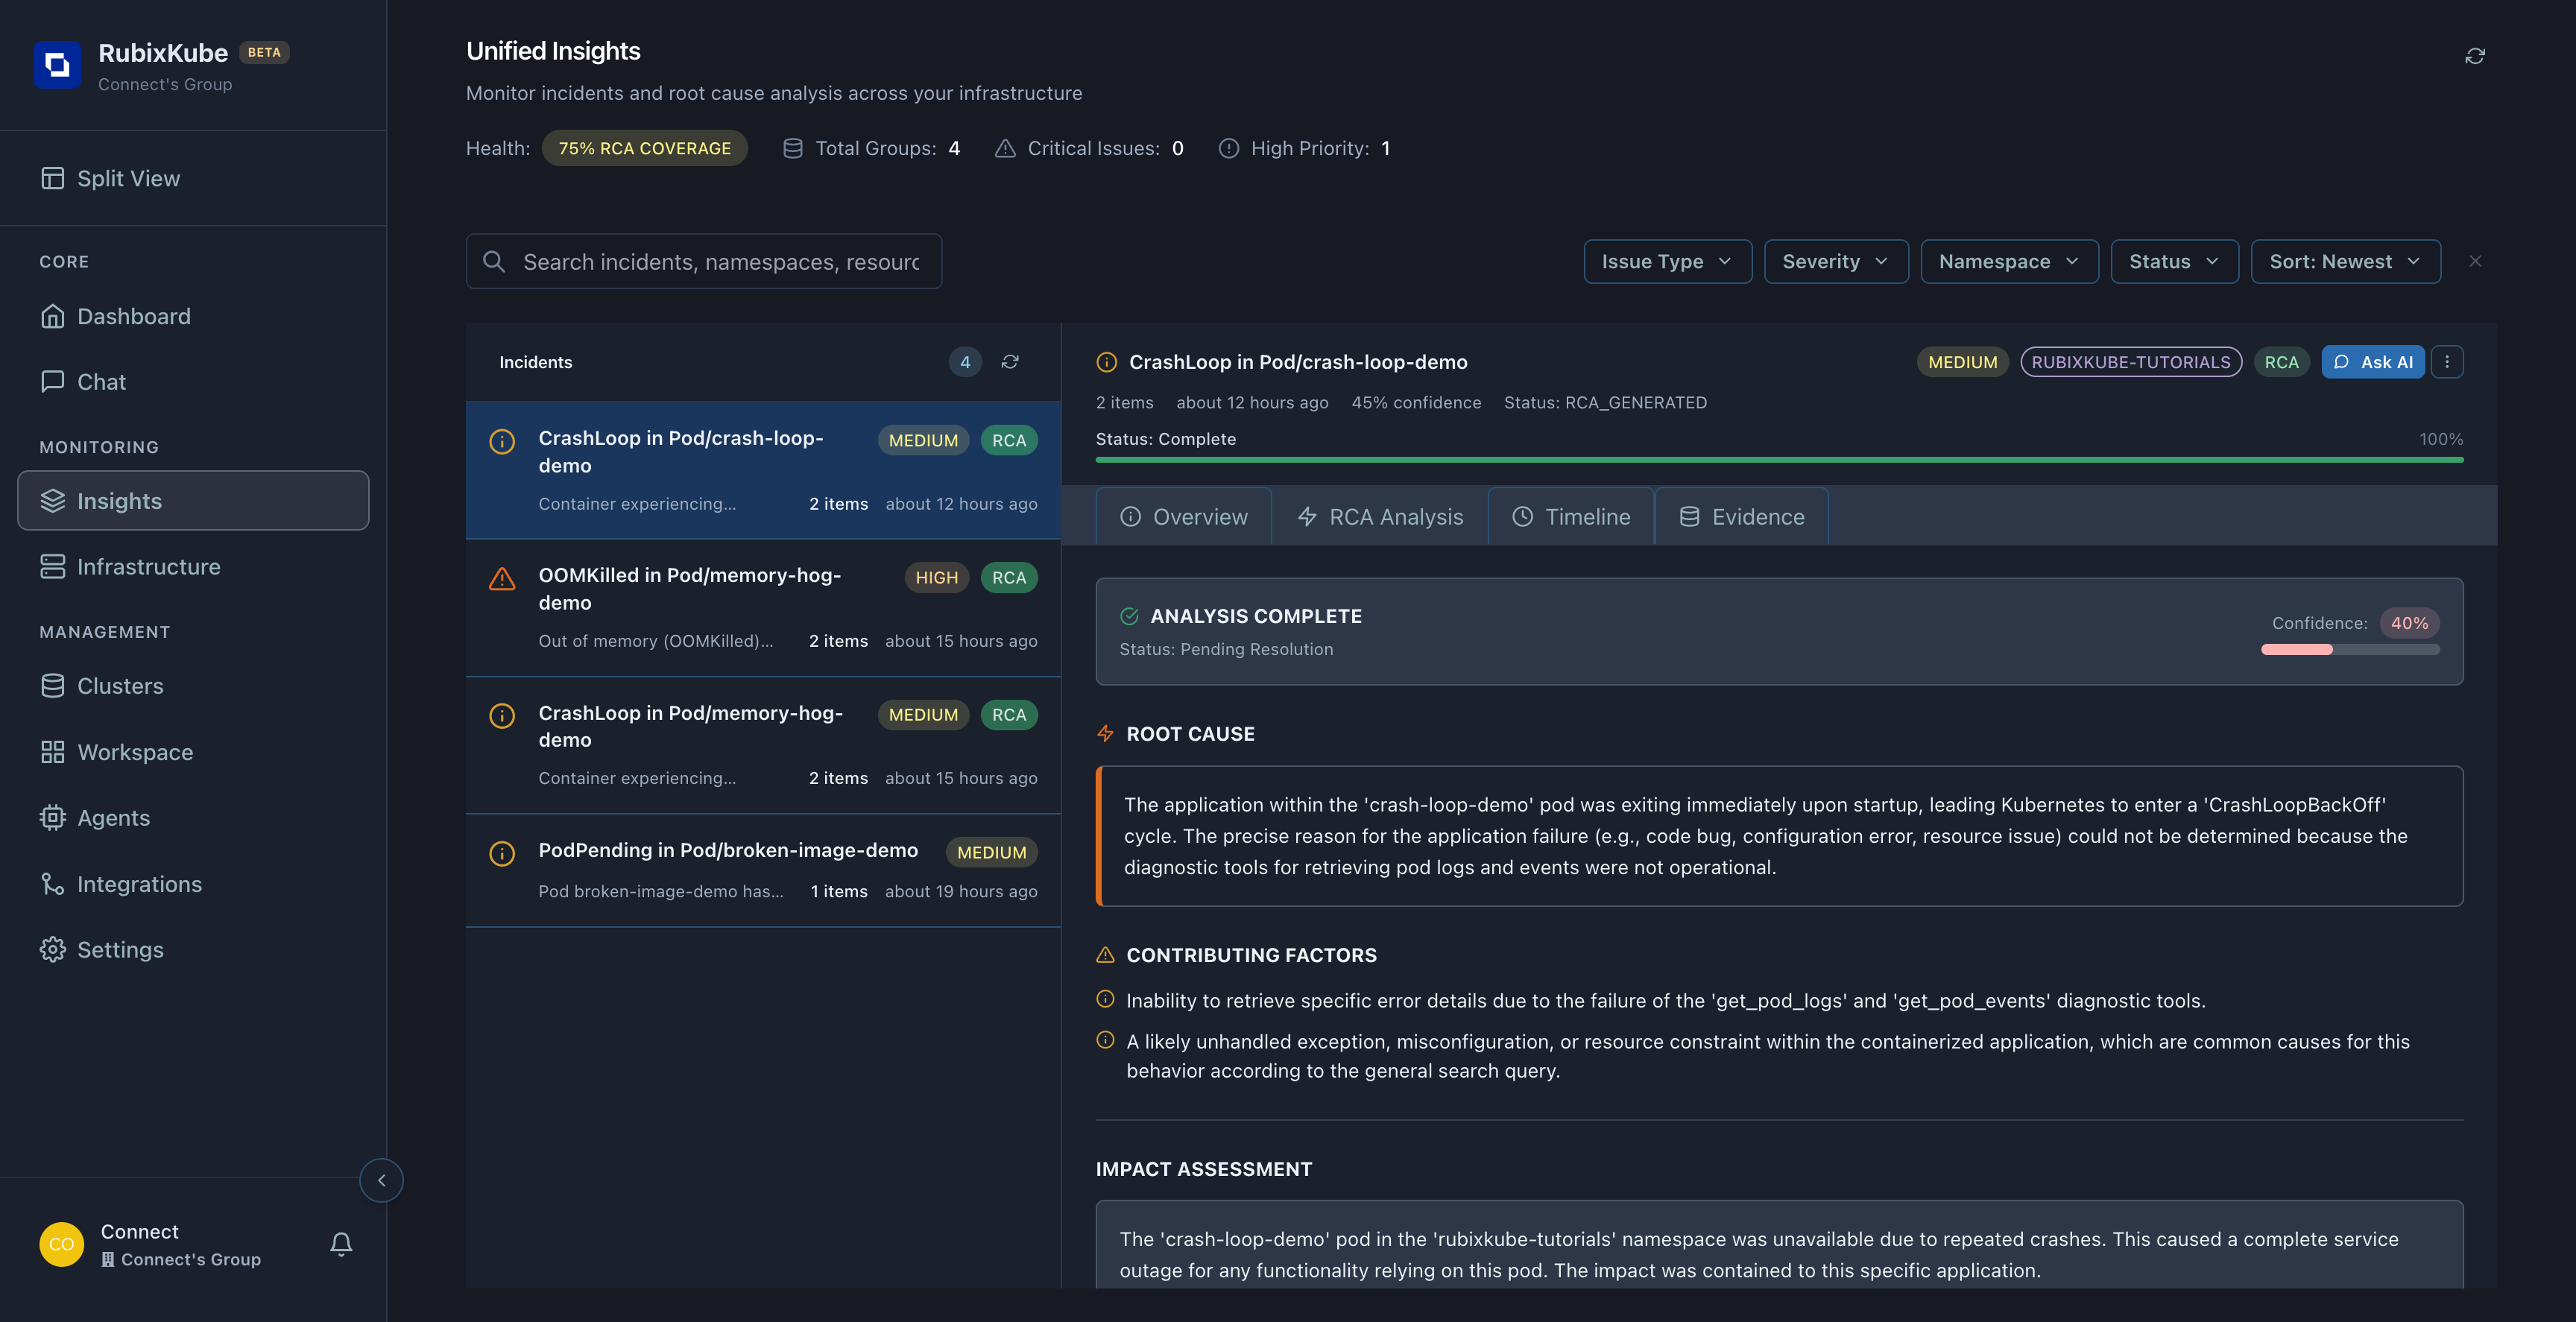 RubixKube BETA
Connect's Group
Split View
CORE
Dashboard
Chat
MONITORING
Insights
Infrastructure
MANAGEMENT
Clusters
Workspace
Agents
Integrations
Settings
CO
Connect
Connect's Group
Unified Insights
Monitor incidents and root cause analysis across your infrastructure
Health: 75% RCA COVERAGE Total Groups: 4 Critical Issues: 0 High Priority: 1
Search incidents, namespaces, resourc
Issue Type Severity Namespace Status Sort: Newest
Incidents 4
CrashLoop in Pod/crash-loop- MEDIUM RCA
demo
Container experiencing... 2 items about 12 hours ago
OOMKilled in Pod/memory-hog- HIGH RCA
demo
Out of memory (OOMKilled)... 2 items about 15 hours ago
CrashLoop in Pod/memory-hog- MEDIUM RCA
demo
Container experiencing... 2 items about 15 hours ago
PodPending in Pod/broken-image-demo MEDIUM
Pod broken-image-demo has... 1 items about 19 hours ago
CrashLoop in Pod/crash-loop-demo MEDIUM RUBIXKUBE-TUTORIALS RCA Ask AI
2 items about 12 hours ago 45% confidence Status: RCA_GENERATED
Status: Complete 100%
Overview RCA Analysis Timeline Evidence
ANALYSIS COMPLETE
Status: Pending Resolution
Confidence: 40%
ROOT CAUSE
The application within the 'crash-loop-demo' pod was exiting immediately upon startup, leading Kubernetes to enter a 'CrashLoopBackOff'
cycle. The precise reason for the application failure (e.g., code bug, configuration error, resource issue) could not be determined because the
diagnostic tools for retrieving pod logs and events were not operational.
CONTRIBUTING FACTORS
Inability to retrieve specific error details due to the failure of the 'get_pod_logs' and 'get_pod_events' diagnostic tools.
A likely unhandled exception, misconfiguration, or resource constraint within the containerized application, which are common causes for this
behavior according to the general search query.
IMPACT ASSESSMENT
The 'crash-loop-demo' pod in the 'rubixkube-tutorials' namespace was unavailable due to repeated crashes. This caused a complete service
outage for any functionality relying on this pod. The impact was contained to this specific application.